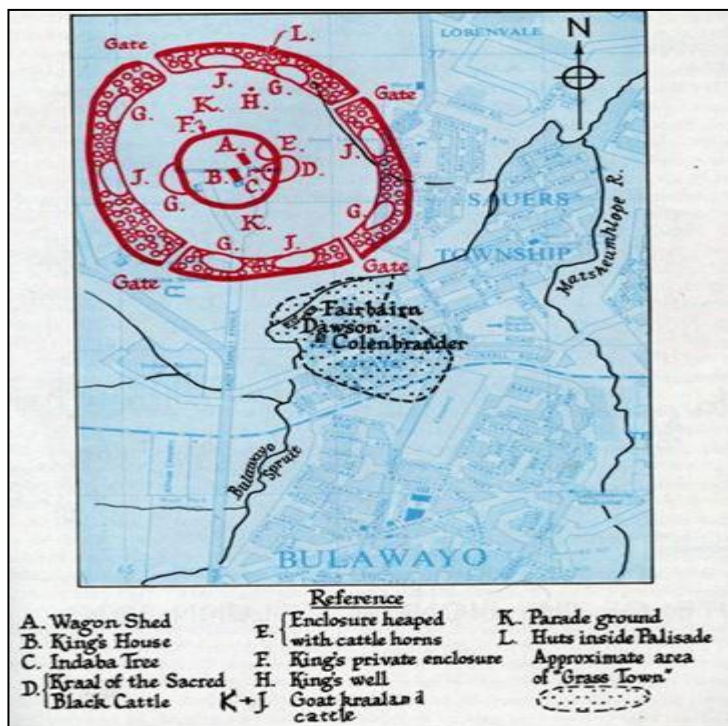 LOBENVALE
N
L.
Gate
J.
G.
H.
K.
Gate
G.
F.
A.
E.
J.
J.
B.
C.
D.
G.
SAUERS
TOWNSHIP
Matsheumhlope R.
K.
G.
G.
J.
Gate
Gate
Fairbairn
Dawson
Colenbrander
Bulawayo
Spruit
BULAWAYO
Reference
A. Wagon Shed
B. King's House
C. Indaba Tree
D. Kraal of the Sacred
Black Cattle
E. Enclosure heaped
with cattle horns
F. King's private enclosure
H. King's well
K + J. Goat kraal and
cattle
K. Parade ground
L. Huts inside Palisade
Approximate area
of "Grass Town"